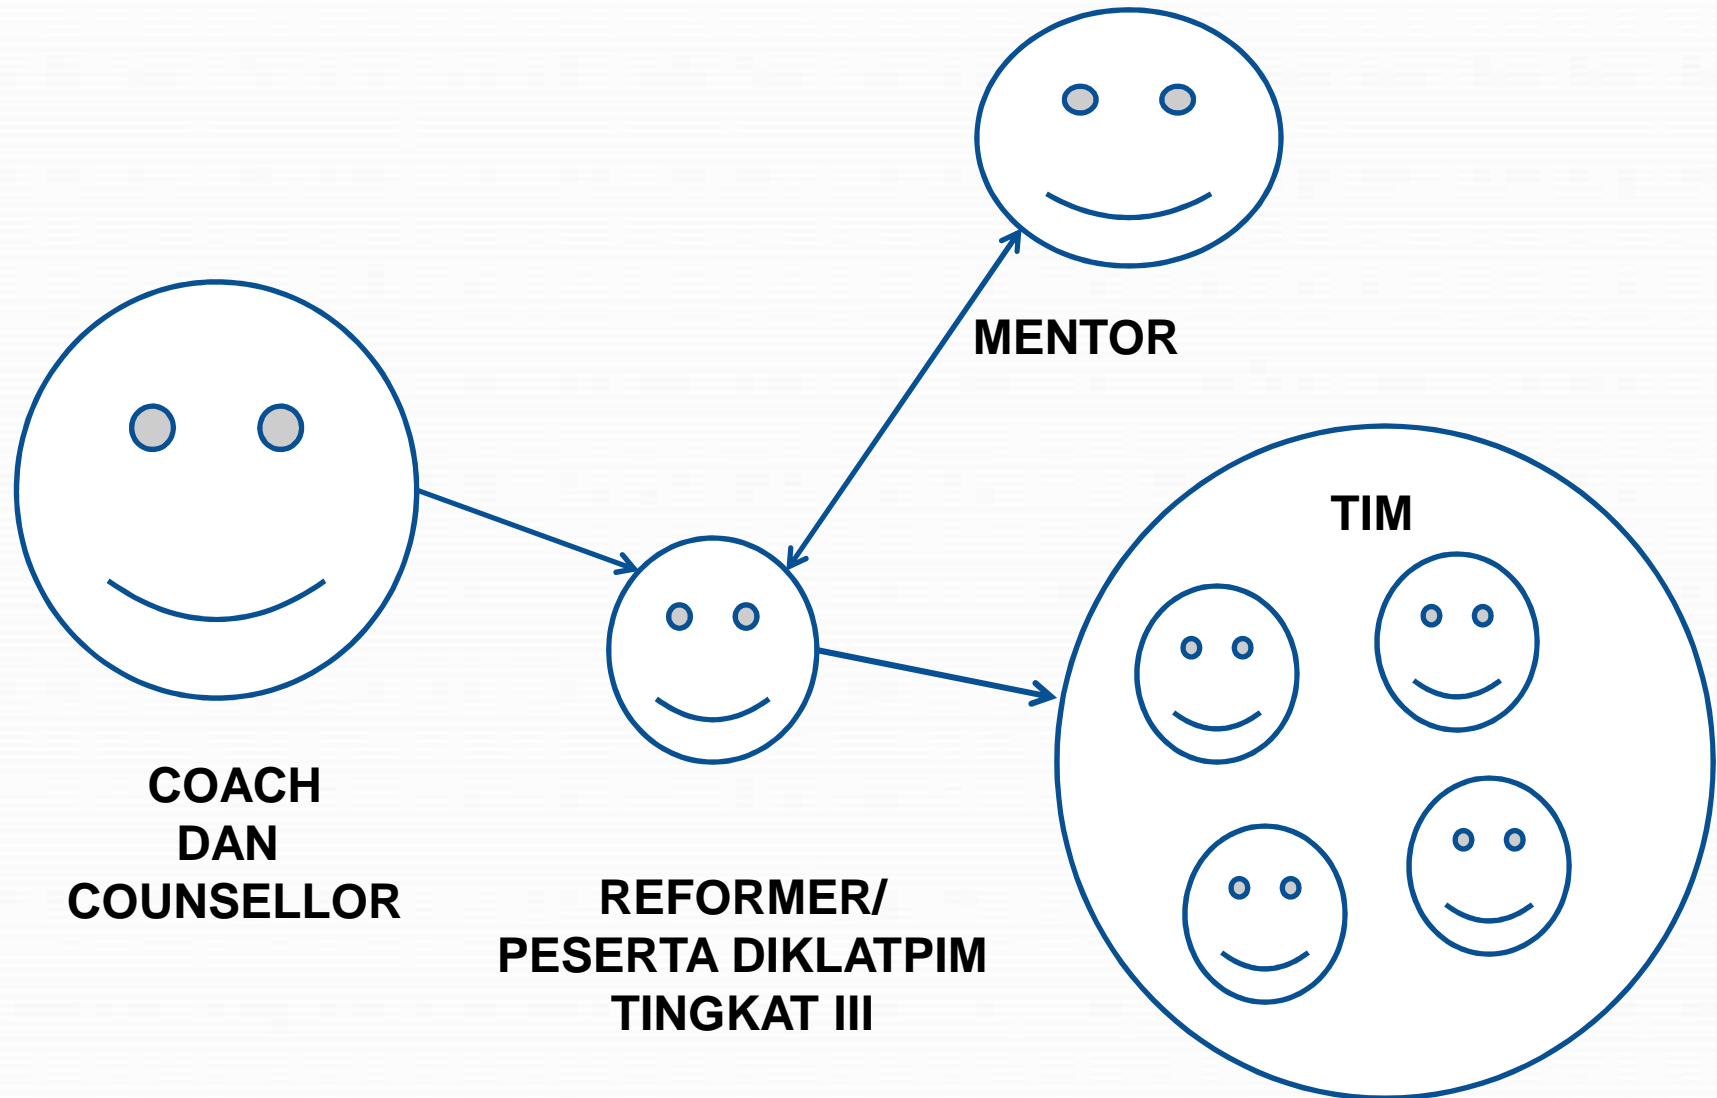 MENTOR
TIM
COACH
DAN
COUNSELLOR
REFORMER/
PESERTA DIKLATPIM
TINGKAT III